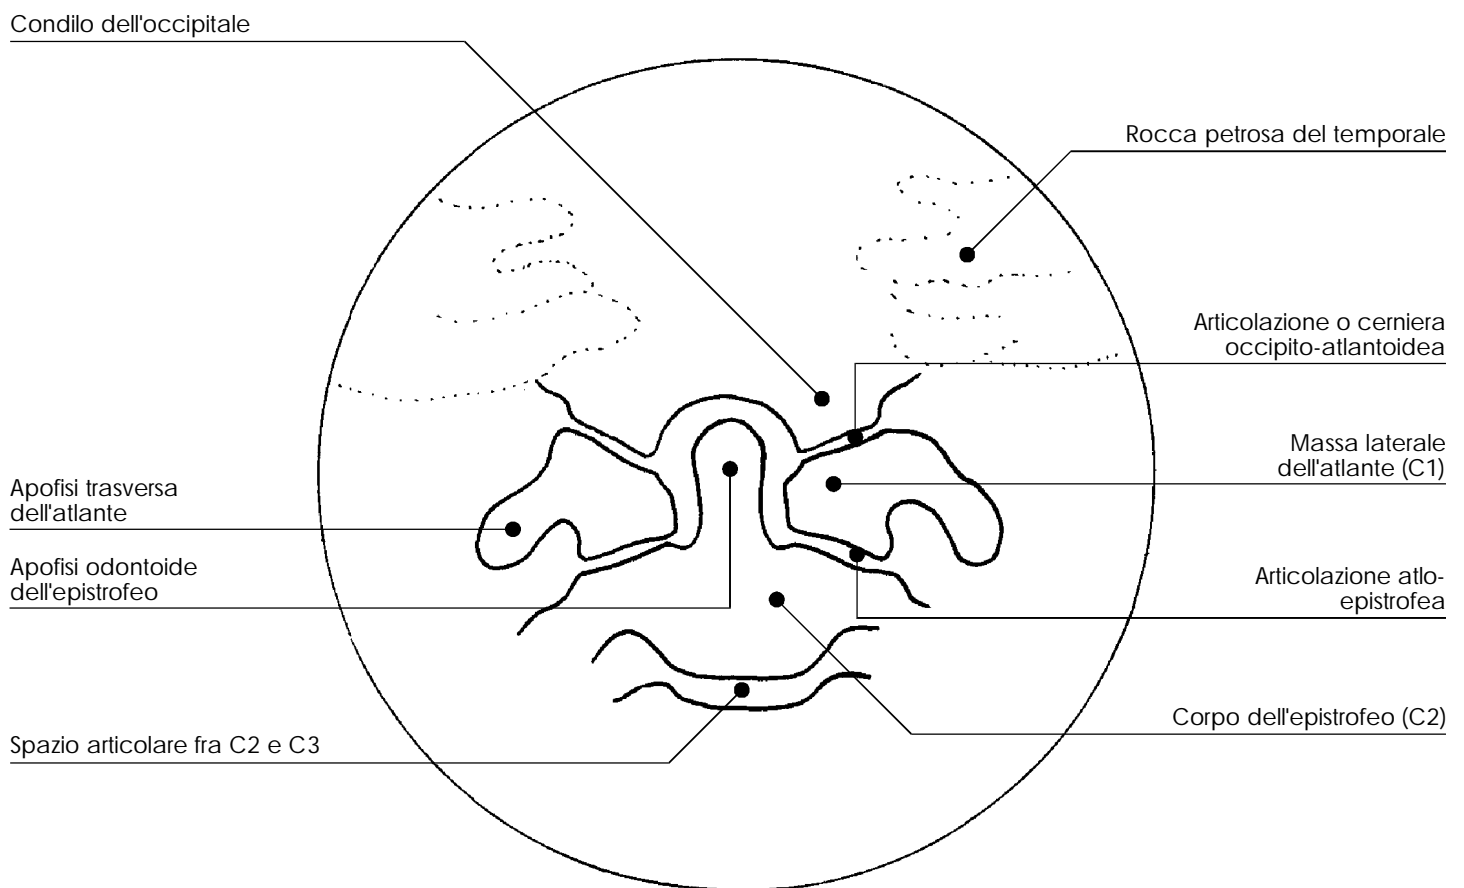 Condilo dell'occipitale
Rocca petrosa del temporale
Articolazione o cerniera
occipito-atlantoidea
Massa laterale
dell'atlante (C1)
Apofisi trasversa
dell'atlante
Apofisi odontoide
dell'epistrofeo
Articolazione atlo-
epistrofea
Corpo dell'epistrofeo (C2)
Spazio articolare fra C2 e C3